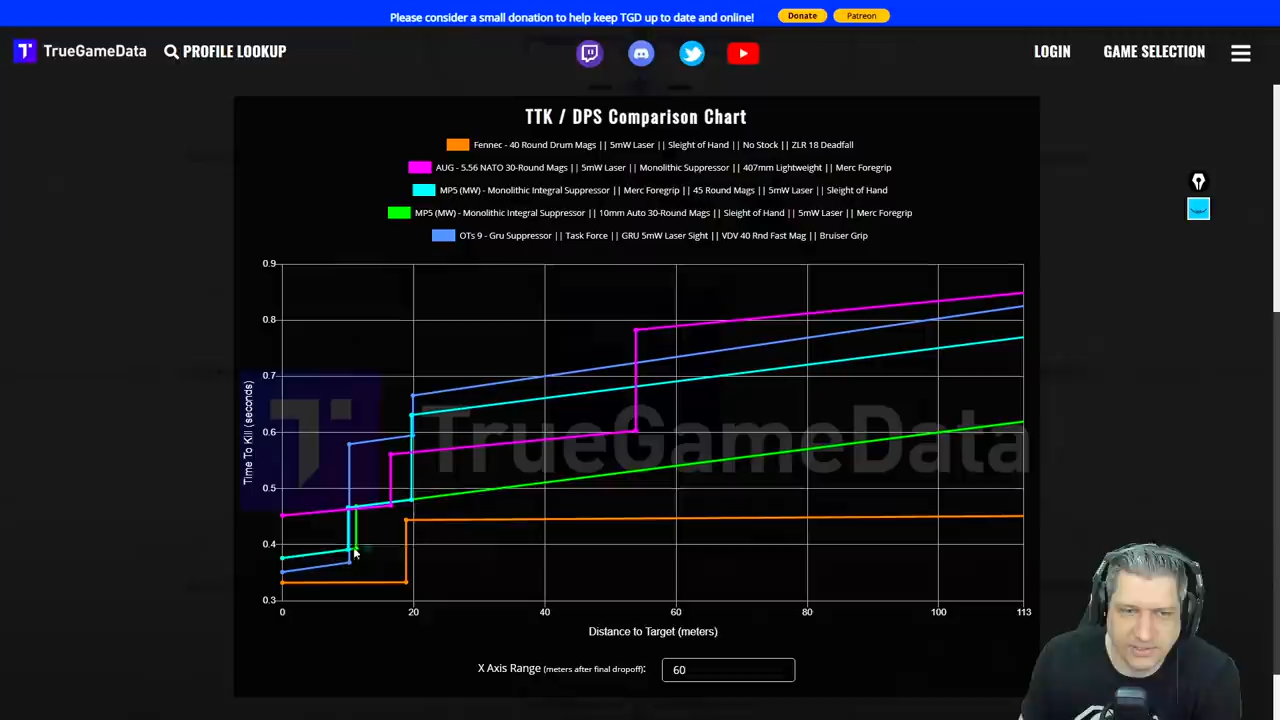 Please consider a small donation to help keep TGD up to date and online!
Donate
Patreon
TrueGameData
PROFILE LOOKUP
LOGIN
GAME SELECTION
TTK / DPS Comparison Chart
Fennec - 40 Round Drum Mags || 5mW Laser || Sleight of Hand || No Stock || ZLR 18 Deadfall
AUG - 5.56 NATO 30-Round Mags || 5mW Laser || Monolithic Suppressor || 407mm Lightweight || Merc Foregrip
MP5 (MW) - Monolithic Integral Suppressor || Merc Foregrip || 45 Round Mags || 5mW Laser || Sleight of Hand
MP5 (MW) - Monolithic Integral Suppressor || 10mm Auto 30-Round Mags || Sleight of Hand || 5mW Laser || Merc Foregrip
OTs 9 - Gru Suppressor || Task Force || GRU 5mW Laser Sight || VDV 40 Rnd Fast Mag || Bruiser Grip
0.9
0.8
0.7
0.6
0.5
0.4
0.3
Time To Kill (seconds)
TrueGameData
0 20 40 60 80 100 113
Distance to Target (meters)
X Axis Range (meters after final dropoff): 60